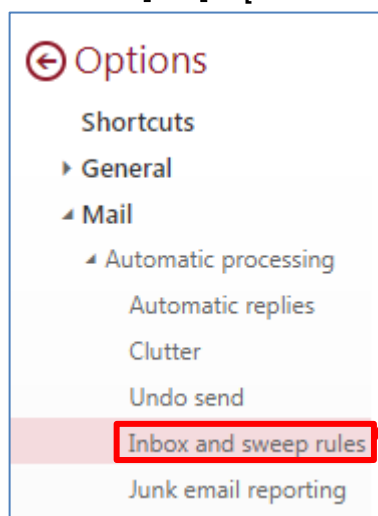 Options
Shortcuts
General
Mail
Automatic processing
Automatic replies
Clutter
Undo send
Inbox and sweep rules
Junk email reporting